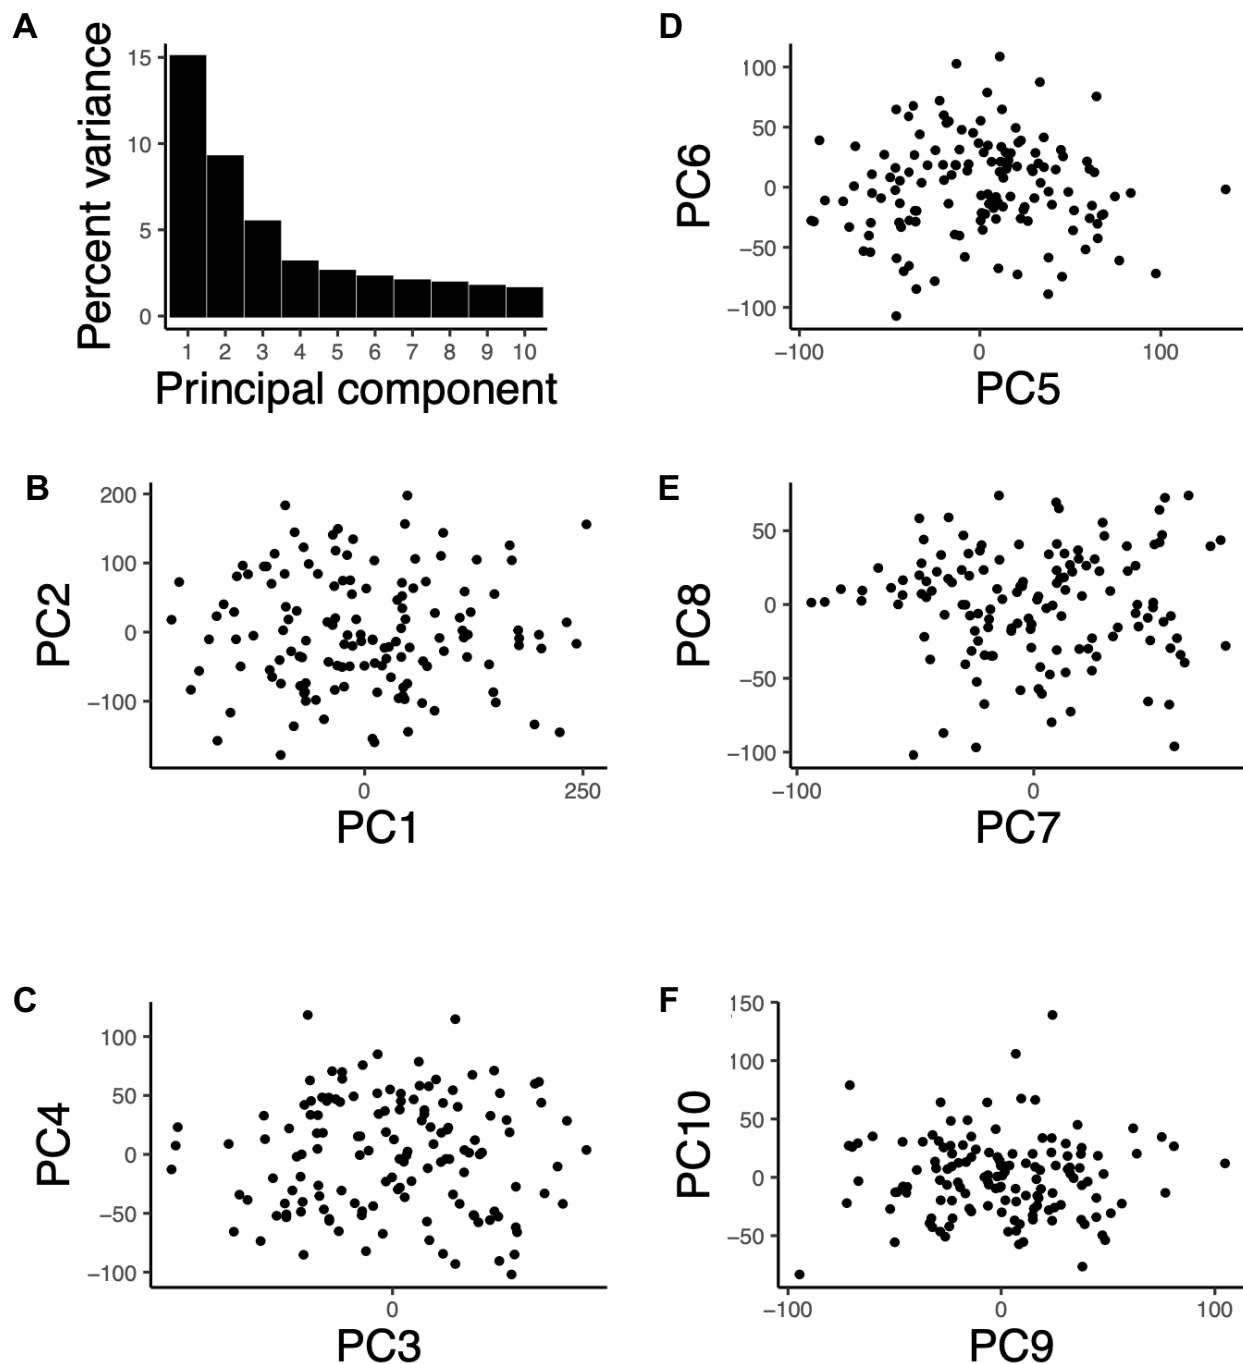 A
Percent variance
15
10
5
0
1 2 3 4 5 6 7 8 9 10
Principal component
B
PC2
200
100
0
−100
0 250
PC1
C
PC4
100
50
0
−50
−100
0
PC3
D
PC6
100
50
0
−50
−100
−100 0 100
PC5
E
PC8
50
0
−50
−100
−100 0
PC7
F
PC10
150
100
50
0
−50
−100 0 100
PC9